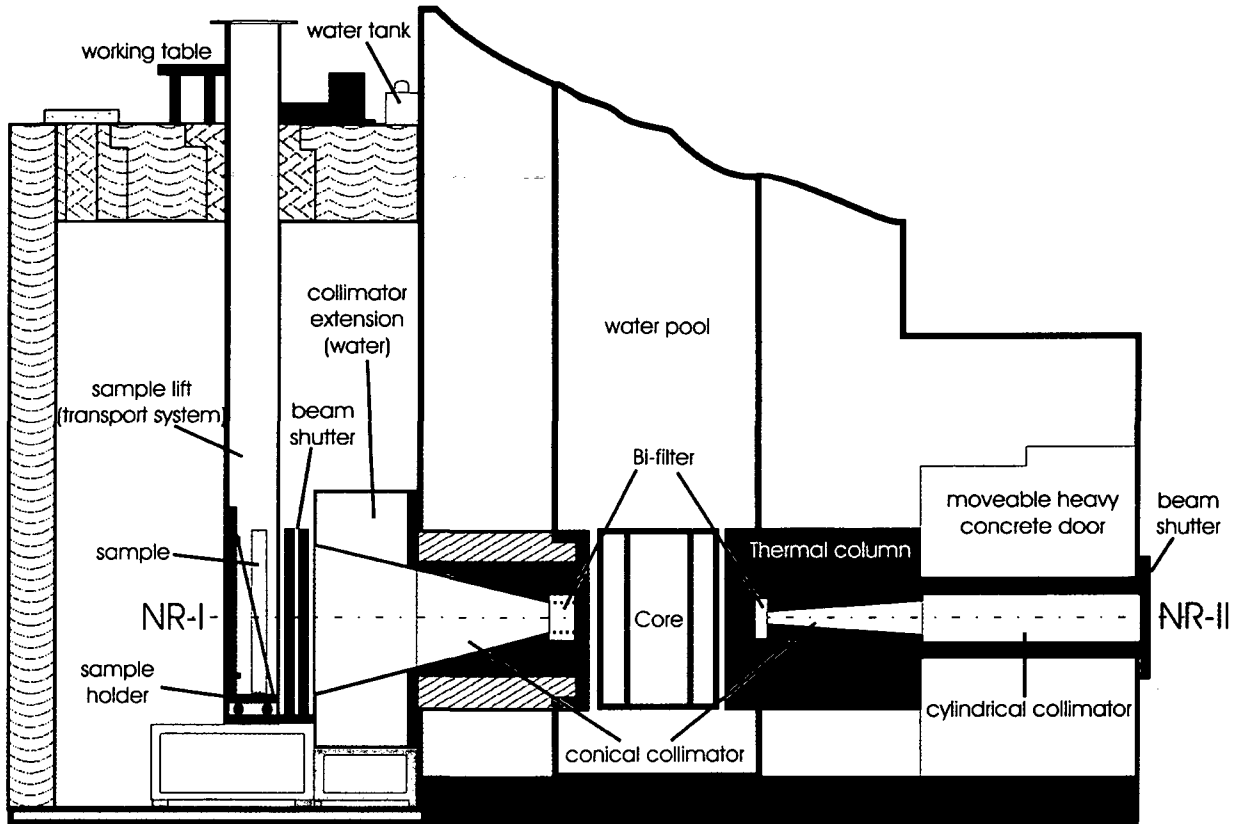 water tank
working table
collimator
extension
(water)
water pool
sample lift
(transport system)
beam
shutter
Bi-filter
moveable heavy
concrete door
beam
shutter
sample
Thermal column
NR-I
Core
NR-II
sample
holder
conical collimator
cylindrical collimator